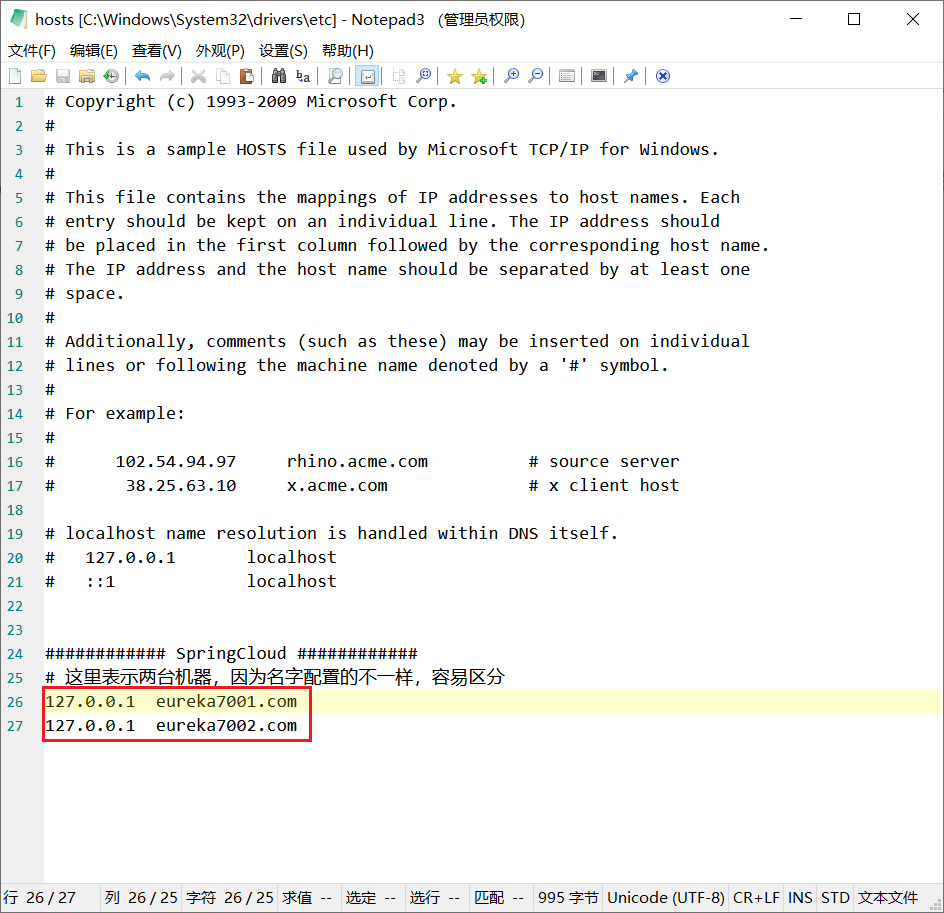 hosts [C:\Windows\System32\drivers\etc] - Notepad3 (管理员权限)
文件(F) 编辑(E) 查看(V) 外观(P) 设置(S) 帮助(H)
1 # Copyright (c) 1993-2009 Microsoft Corp.
2 #
3 # This is a sample HOSTS file used by Microsoft TCP/IP for Windows.
4 #
5 # This file contains the mappings of IP addresses to host names. Each
6 # entry should be kept on an individual line. The IP address should
7 # be placed in the first column followed by the corresponding host name.
8 # The IP address and the host name should be separated by at least one
9 # space.
10 #
11 # Additionally, comments (such as these) may be inserted on individual
12 # lines or following the machine name denoted by a '#' symbol.
13 #
14 # For example:
15 #
16 #      102.54.94.97     rhino.acme.com          # source server
17 #       38.25.63.10     x.acme.com              # x client host
18
19 # localhost name resolution is handled within DNS itself.
20 #   127.0.0.1       localhost
21 #   ::1             localhost
22
23
24 ############ SpringCloud ############
25 # 这里表示两台机器，因为名字配置的不一样，容易区分
26 127.0.0.1  eureka7001.com
27 127.0.0.1  eureka7002.com
行 26 / 27 列 26 / 25 字符 26 / 25 求值 -- 选定 -- 选行 -- 匹配 -- 995 字节 Unicode (UTF-8) CR+LF INS STD 文本文件